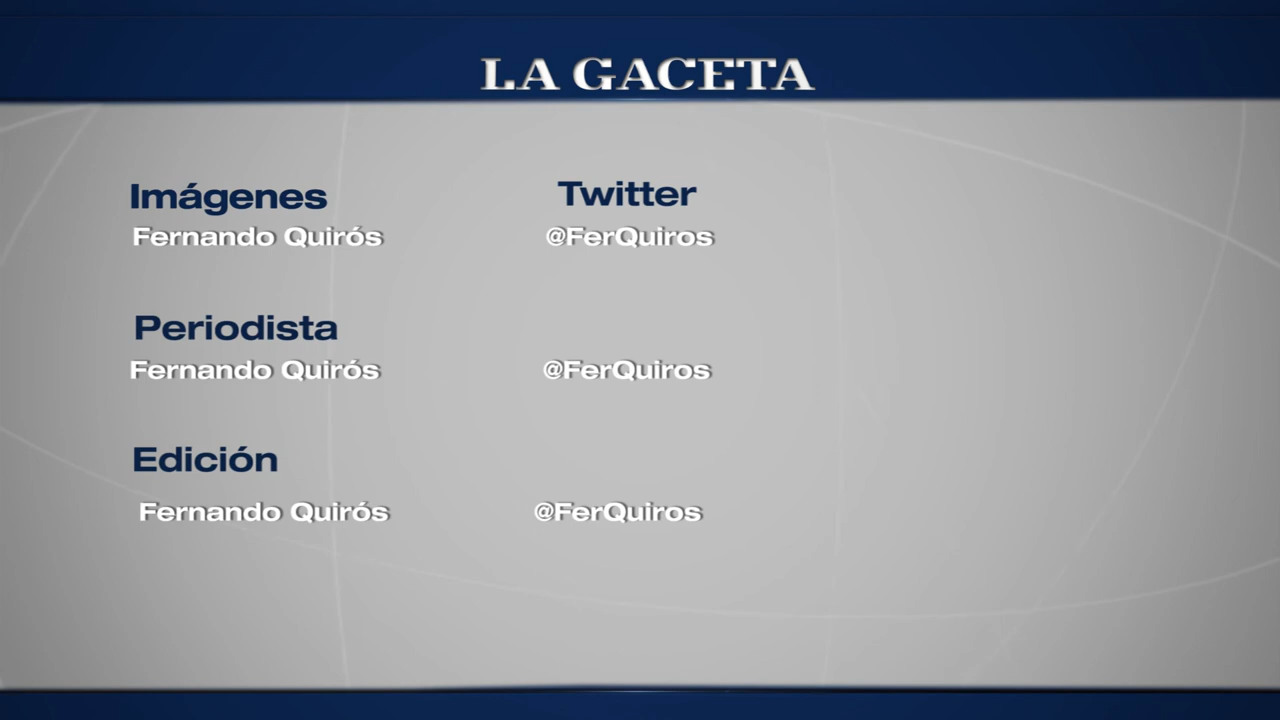 LA GACETA
Imágenes Twitter
Fernando Quirós @FerQuiros
Periodista
Fernando Quirós @FerQuiros
Edición
Fernando Quirós @FerQuiros